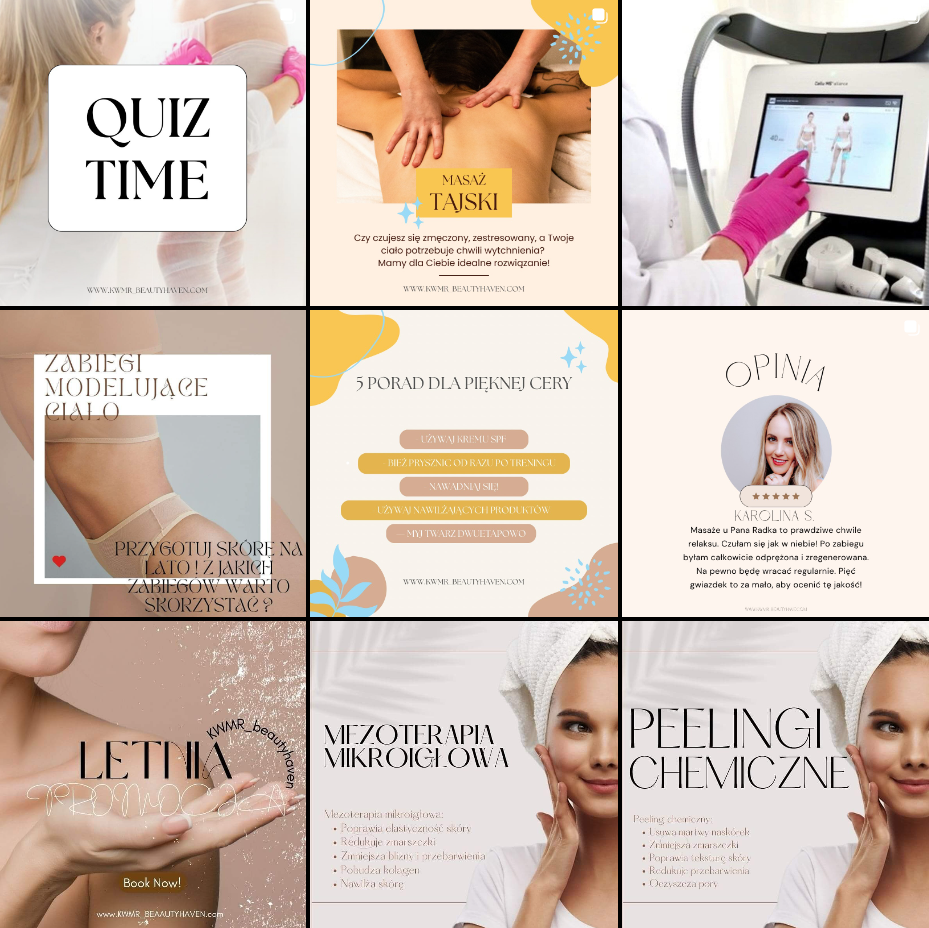 QUIZ
TIME
WWW.KWMR_BEAUTYHAVEN.COM
MASAŻ
TAJSKI
Czy czujesz się zmęczony, zestresowany, a Twoje
ciało potrzebuje chwili wytchnienia?
Mamy dla Ciebie idealne rozwiązanie!
WWW.KWMR_BEAUTYHAVEN.COM
ZABIEGI
MODELUJĄCE
CIAŁO
PRZYGOTUJ SKÓRĘ NA
LATO ! Z JAKICH
ZABIEGÓW WARTO
SKORZYSTAĆ ?
5 PORAD DLA PIĘKNEJ CERY
UŻYWAJ KREMU SPF
BIEŻ PRYSZNIC OD RAZU PO TRENINGU
NAWADNIAJ SIĘ!
UŻYWAJ NAWILŻAJĄCYCH PRODUKTÓW
MYJ TWARZ DWUETAPOWO
WWW.KWMR_BEAUTYHAVEN.COM
OPINIA
KAROLINA S.
Masaże u Pana Radka to prawdziwe chwile
relaksu. Czułam się jak w niebie! Po zabiegu
byłam całkowicie odprężona i zregenerowana.
Na pewno będę wracać regularnie. Pięć
gwiazdek to za mało, aby ocenić tę jakość!
KWMR_beautyhaven
LETNIA
PROMOCJA
Book Now!
www.KWMR_BEAAUTYHAVEN.com
MEZOTERAPIA
MIKROIGŁOWA
Mezoterapia mikroigłowa:
• Poprawia elastyczność skóry
• Redukuje zmarszczki
• Zmniejsza blizny i przebarwienia
• Pobudza kolagen
• Nawilża skórę
PEELINGI
CHEMICZNE
Peeling chemiczny:
• Usuwa martwy naskórek
• Zmniejsza zmarszczki
• Poprawia teksturę skóry
• Redukuje przebarwienia
• Oczyszcza pory